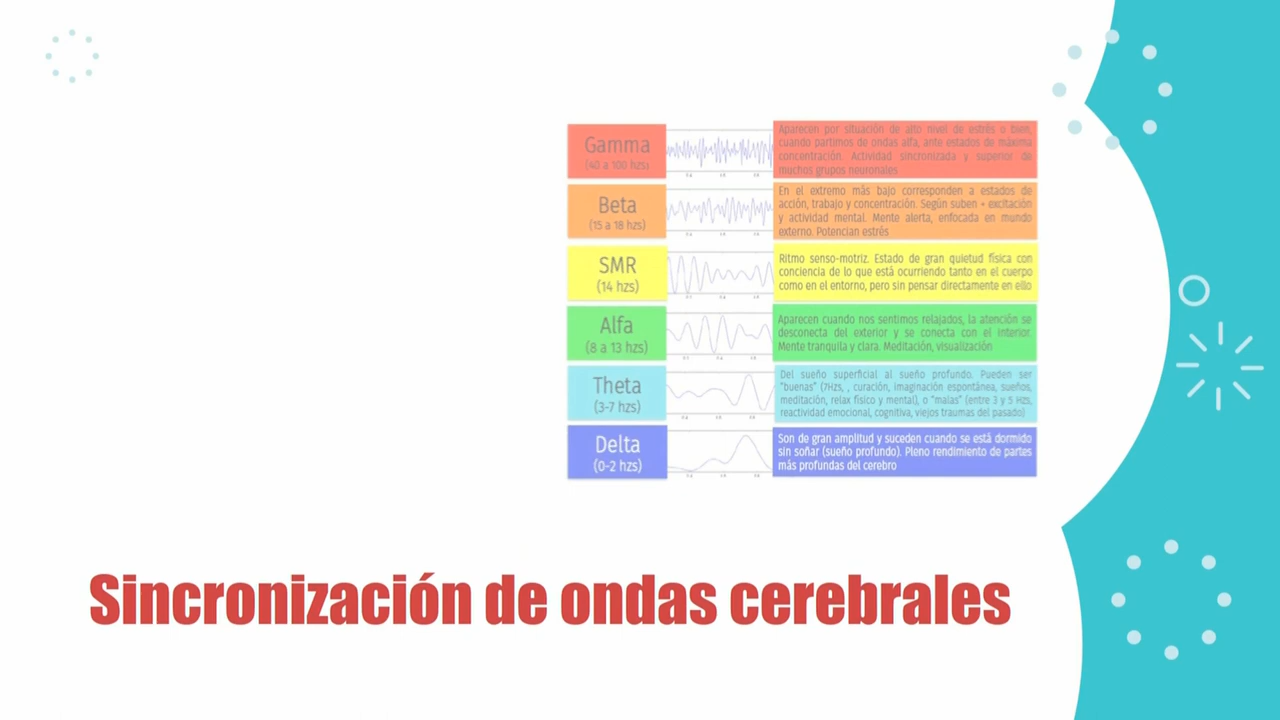 Gamma
(40 a 100 hzs)
Aparecen por situación de alto nivel de estrés o bien,
cuando partimos de ondas alfa, ante estados de máxima
concentración. Actividad sincronizada y superior de
muchos grupos neuronales
Beta
(15 a 18 hzs)
En el extremo más bajo corresponden a estados de
acción, trabajo y concentración. Según suben + excitación
y actividad mental. Mente alerta, enfocada en mundo
externo. Potencian estrés
SMR
(14 hzs)
Ritmo senso-motriz. Estado de gran quietud física con
conciencia de lo que está ocurriendo tanto en el cuerpo
como en el entorno, pero sin pensar directamente en ello
Alfa
(8 a 13 hzs)
Aparecen cuando nos sentimos relajados, la atención se
desconecta del exterior y se conecta con el interior.
Mente tranquila y clara. Meditación, visualización
Theta
(3-7 hzs)
Del sueño superficial al sueño profundo. Pueden ser
"buenas" (7Hzs, , curación, imaginación espontánea, sueños,
meditación, relax físico y mental), o "malas" (entre 3 y 5 Hzs,
reactividad emocional, cognitiva, viejos traumas del pasado)
Delta
(0-2 hzs)
Son de gran amplitud y suceden cuando se está dormido
sin soñar (sueño profundo). Pleno rendimiento de partes
más profundas del cerebro
Sincronización de ondas cerebrales